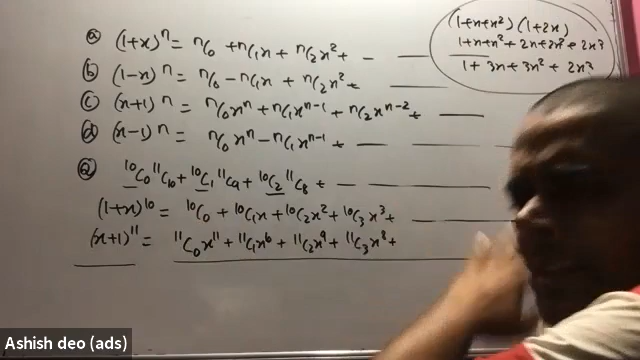 (1+x+x²) (1+2x)
1+x+x² + 2x+2x² + 2x³
1 + 3x + 3x² + 2x³
ⓐ (1+x)ⁿ = ⁿC₀ + ⁿC₁x + ⁿC₂x² + - —
ⓑ (1-x)ⁿ = ⁿC₀ - ⁿC₁x + ⁿC₂x² + ——
ⓒ (x+1)ⁿ = ⁿC₀xⁿ + ⁿC₁xⁿ⁻¹ + ⁿC₂xⁿ⁻² + ——
ⓓ (x-1)ⁿ = ⁿC₀xⁿ - ⁿC₁xⁿ⁻¹ + — ——
Ⓠ ¹⁰C₀ ¹¹C₁₀ + ¹⁰C₁ ¹¹C₉ + ¹⁰C₂ ¹¹C₈ + - ——
(1+x)¹⁰ = ¹⁰C₀ + ¹⁰C₁x + ¹⁰C₂x² + ¹⁰C₃x³ + ——
(x+1)¹¹ = ¹¹C₀x¹¹ + ¹¹C₁x¹⁰ + ¹¹C₂x⁹ + ¹¹C₃x⁸ +
Ashish deo (ads)